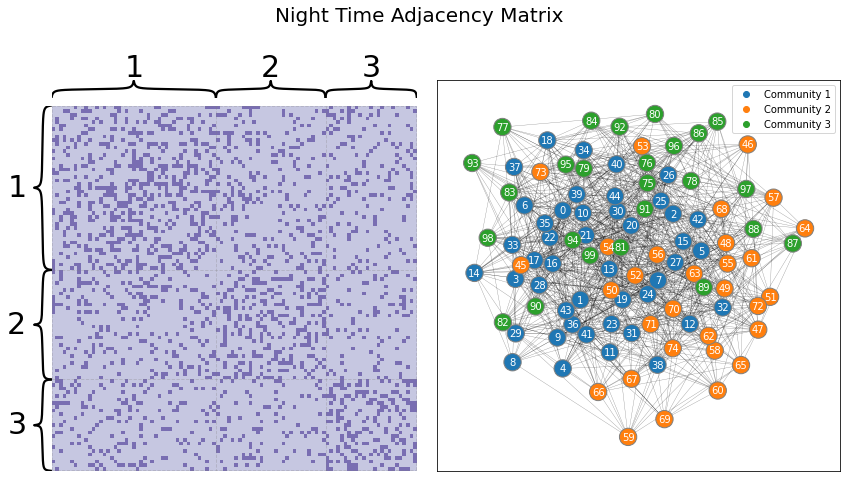 Night Time Adjacency Matrix
1 2 3
1
2
3
Community 1
Community 2
Community 3
80
84 85
77 92
86
18 53 46
34 96
93 95 79 40 76
37 73 26
75 78
83 39 44 97
6 25 57
0 10 30 91 2 68
35 20 42 88 64
98 22 21 94 15 48 87
33 54 81 5
17 99 56 27 61
45 16 13 55
14 3 52 7 63
28 50 24 89 49
90 1 19 51
43 70 32 72
82 36 23 71 12 47
29 9 41 31 62
11 74 58
8 4 38 65
67
66 60
69
59